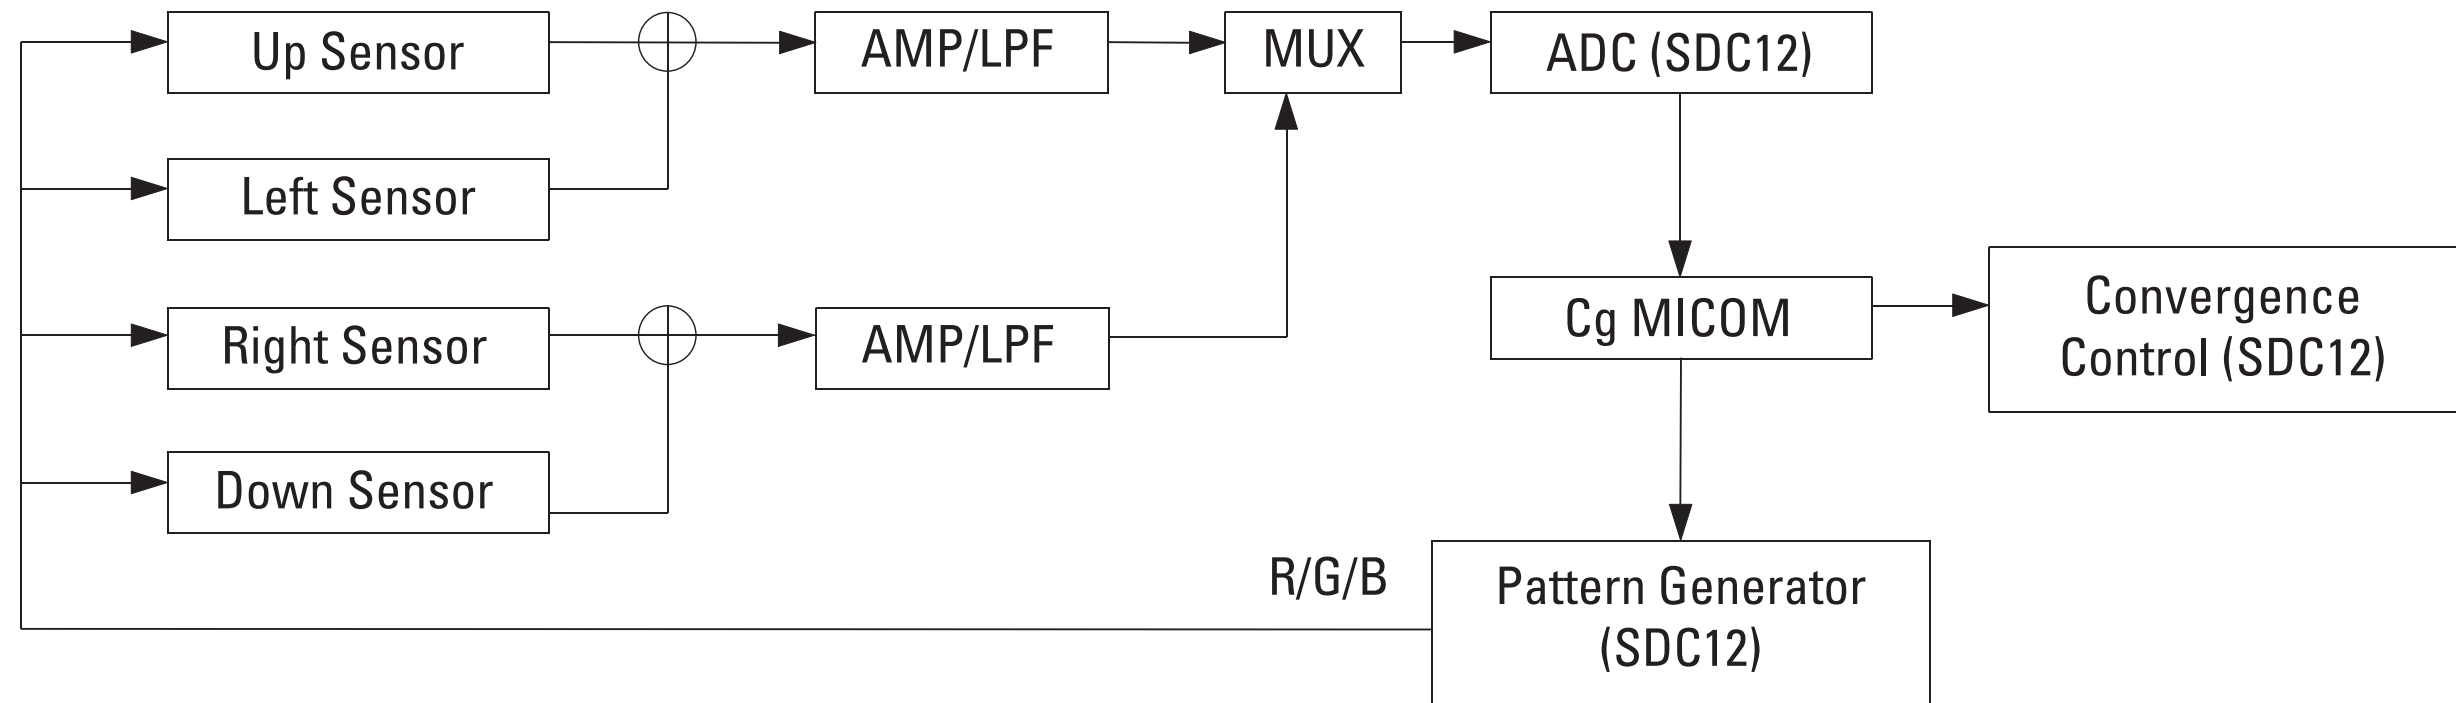 Up Sensor
AMP/LPF
MUX
ADC (SDC12)
Left Sensor
Right Sensor
AMP/LPF
Cg MICOM
Convergence
Control (SDC12)
Down Sensor
R/G/B
Pattern Generator
(SDC12)